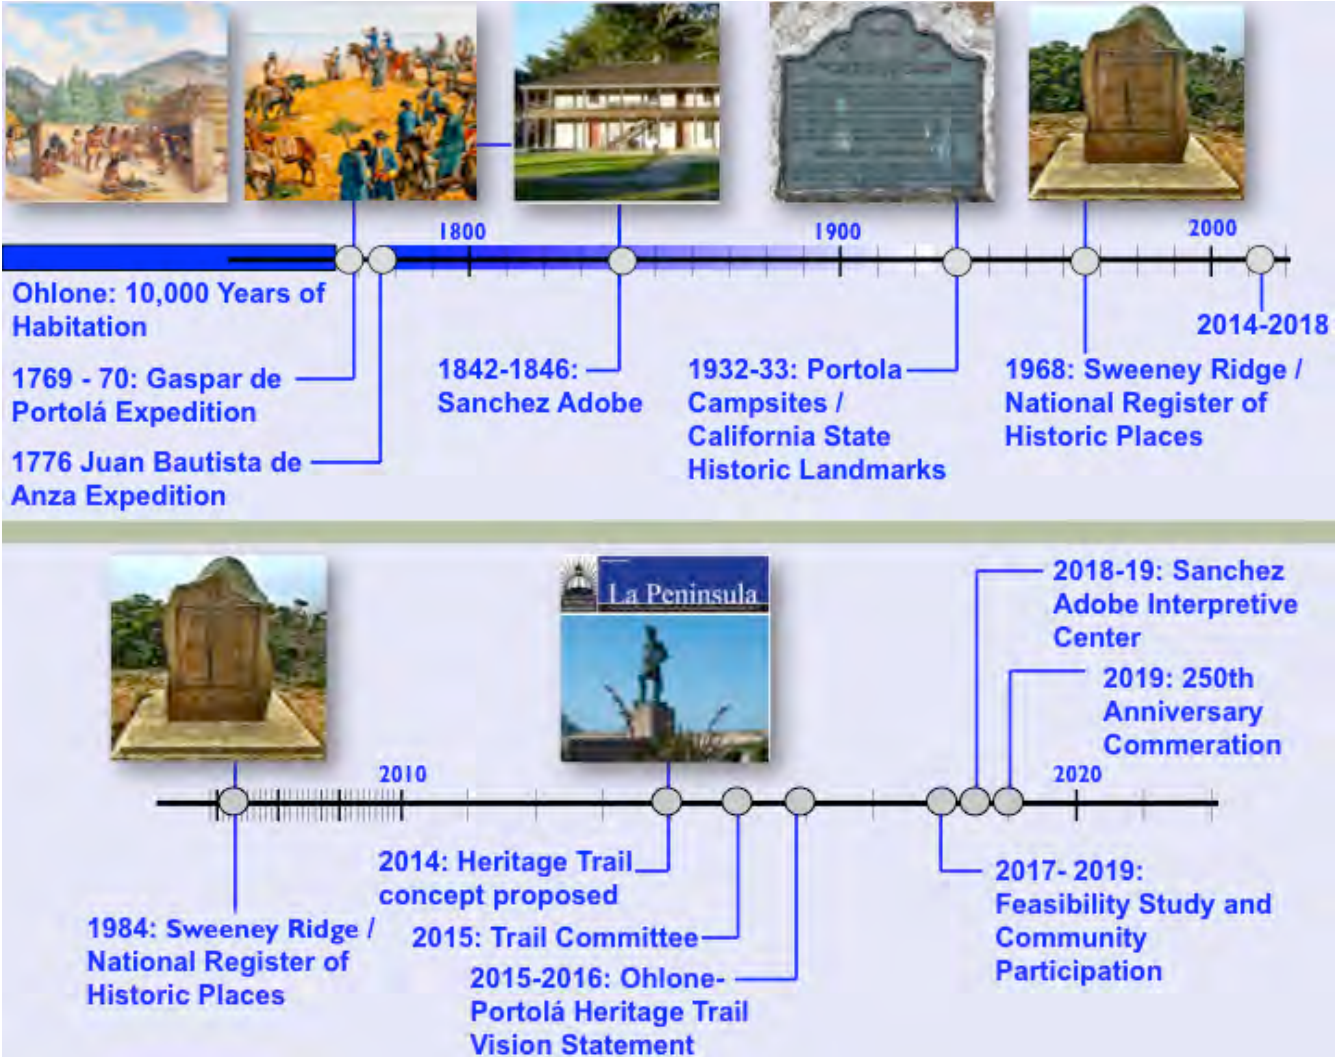 1800
1900
2000
Ohlone: 10,000 Years of
Habitation
1769 - 70: Gaspar de
Portolá Expedition
1776 Juan Bautista de
Anza Expedition
1842-1846:
Sanchez Adobe
1932-33: Portola
Campsites /
California State
Historic Landmarks
2014-2018
1968: Sweeney Ridge /
National Register of
Historic Places
La Peninsula
2018-19: Sanchez
Adobe Interpretive
Center
2019: 250th
Anniversary
Commeration
2010
2020
2014: Heritage Trail
concept proposed
1984: Sweeney Ridge /
National Register of
Historic Places
2015: Trail Committee
2015-2016: Ohlone-
Portolá Heritage Trail
Vision Statement
2017- 2019:
Feasibility Study and
Community
Participation